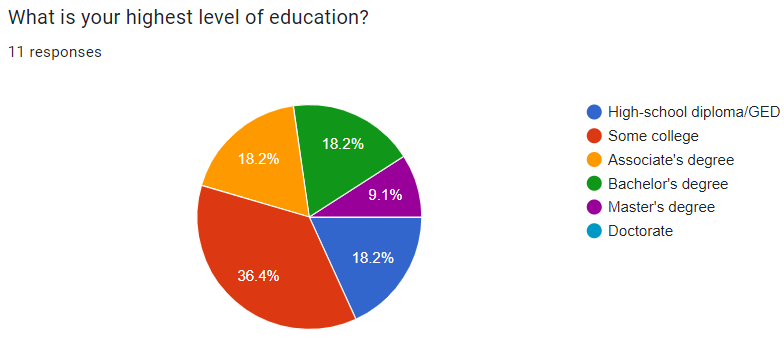 What is your highest level of education?
11 responses
18.2%
18.2%
9.1%
36.4%
18.2%
High-school diploma/GED
Some college
Associate's degree
Bachelor's degree
Master's degree
Doctorate